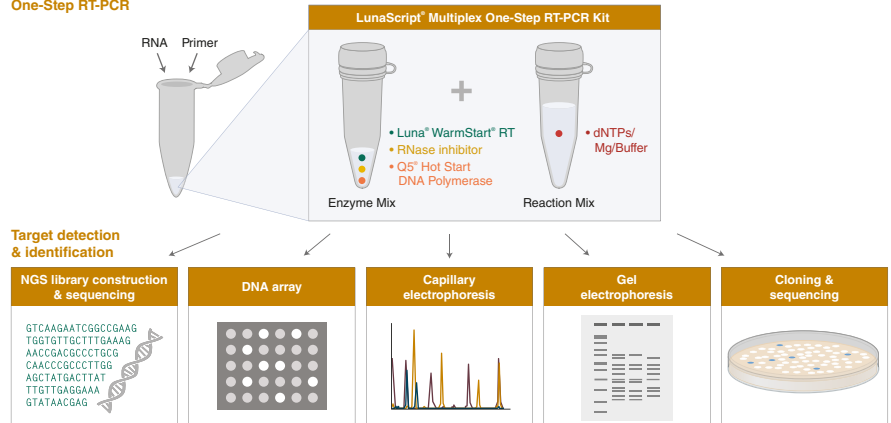 One-Step RT-PCR
LunaScript® Multiplex One-Step RT-PCR Kit
RNA Primer
• Luna® WarmStart® RT
• RNase inhibitor
• Q5® Hot Start
DNA Polymerase
• dNTPs/
Mg/Buffer
Enzyme Mix
Reaction Mix
Target detection
& identification
NGS library construction
& sequencing
DNA array
Capillary
electrophoresis
Gel
electrophoresis
Cloning &
sequencing
GTCAAGAATCGGCCGAAG
TGGTGTTGCTTTGAAAG
AACCGACGCCCTGCG
CAACCCGCCCTTGG
AGCTATGACTTAT
TTGTTGAGGAAA
GTATAACGAG